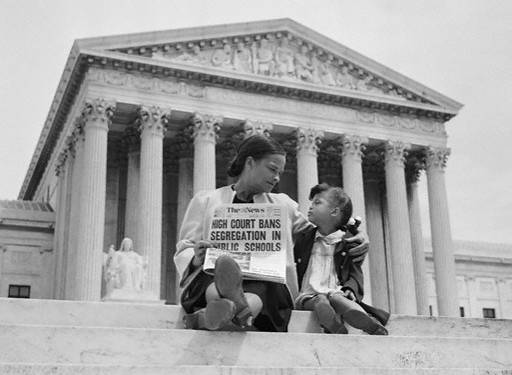 The News
HIGH COURT BANS
SEGREGATION IN
PUBLIC SCHOOLS